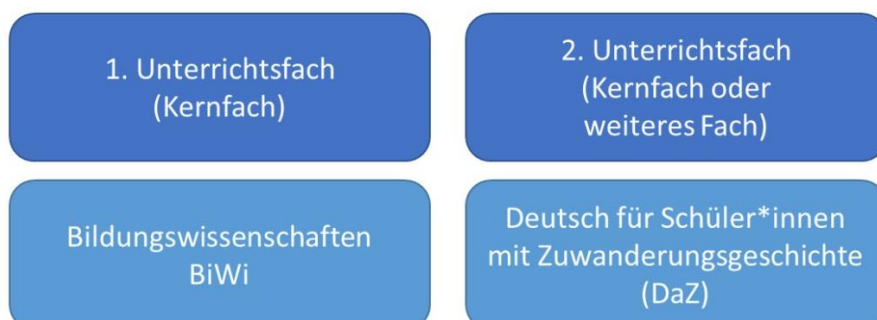 1. Unterrichtsfach
(Kernfach)
2. Unterrichtsfach
(Kernfach oder
weiteres Fach)
Bildungswissenschaften
BiWi
Deutsch für Schüler*innen
mit Zuwanderungsgeschichte
(DaZ)